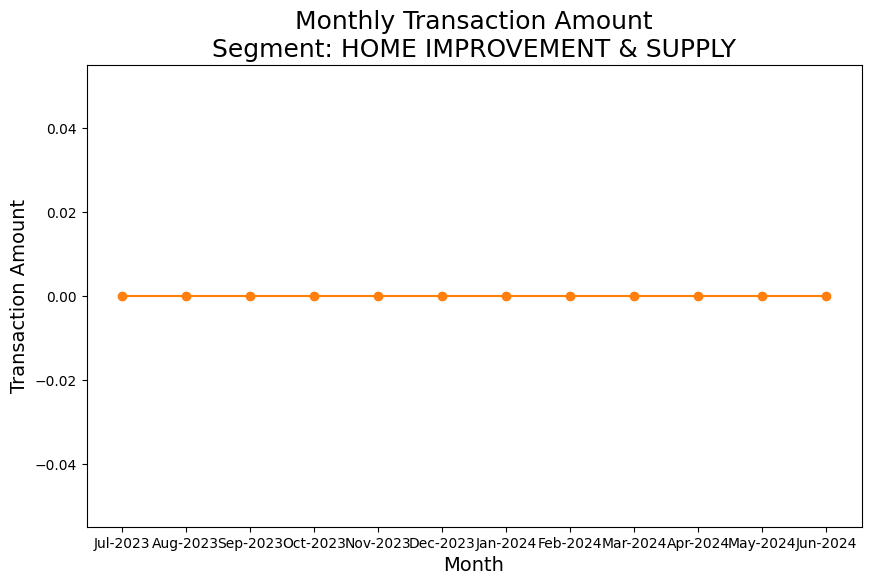 Monthly Transaction Amount
Segment: HOME IMPROVEMENT & SUPPLY
Transaction Amount
0.04
0.02
0.00
−0.02
−0.04
Jul-2023 Aug-2023 Sep-2023 Oct-2023 Nov-2023 Dec-2023 Jan-2024 Feb-2024 Mar-2024 Apr-2024 May-2024 Jun-2024
Month